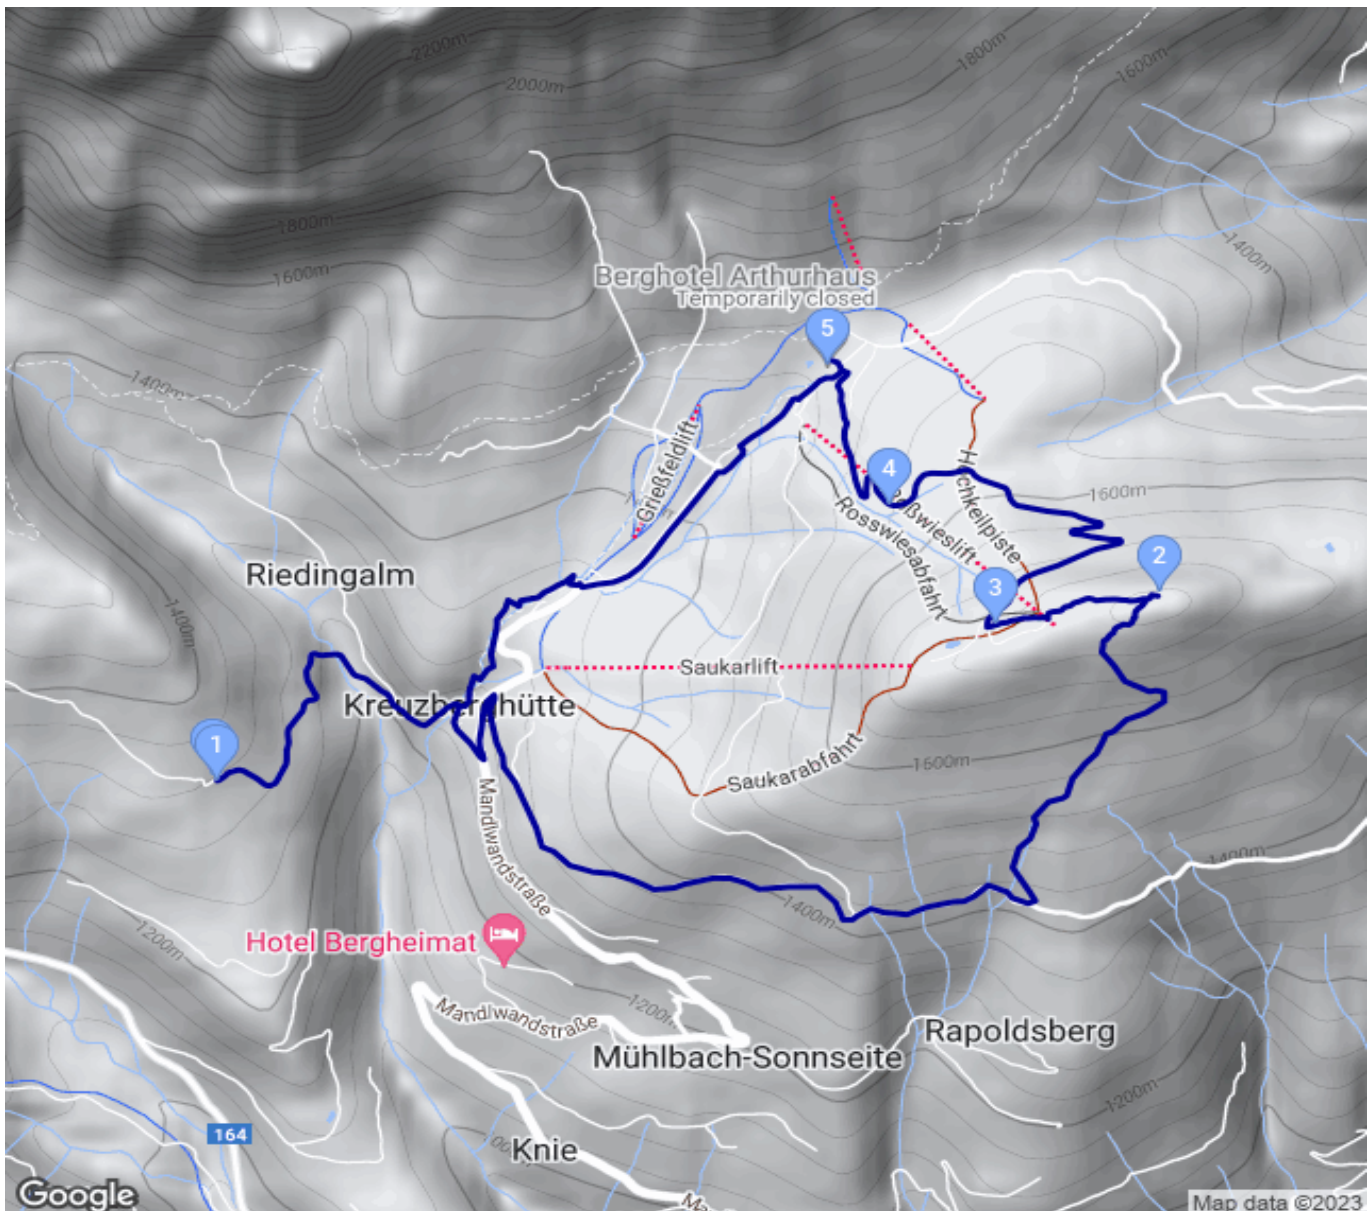 2200m
1800m
1600m
2000m
1800m
1600m
1400m
Berghotel Arthurhaus
Temporarily closed
5
1400m
Grießfeldlift
4
Hochkeilpiste
1600m
Rosswiesabfahrt
2
3
Riedingalm
1400m
Saukarlift
Kreuzberghütte
1
Saukarabfahrt
1600m
Mandlwandstraße
1400m
1400m
1200m
Hotel Bergheimat
1200m
Mandlwandstraße
Rapoldsberg
Mühlbach-Sonnseite
1200m
164
Knie
Google
Map data ©2023